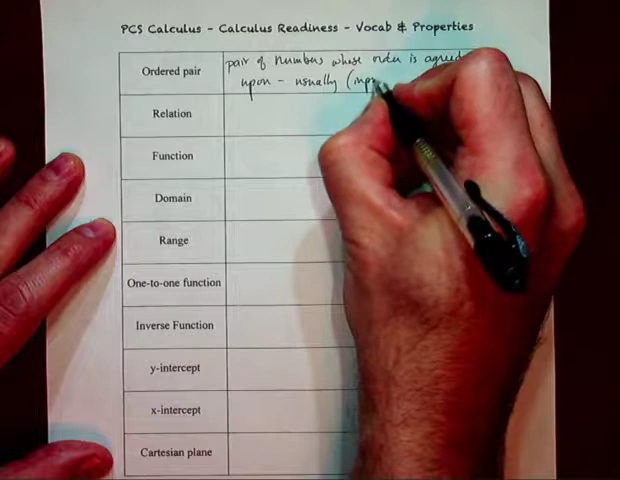 PCS Calculus - Calculus Readiness - Vocab & Properties
Ordered pair
pair of numbers whose order is agreed
upon - usually (inp
Relation
Function
Domain
Range
One-to-one function
Inverse Function
y-intercept
x-intercept
Cartesian plane